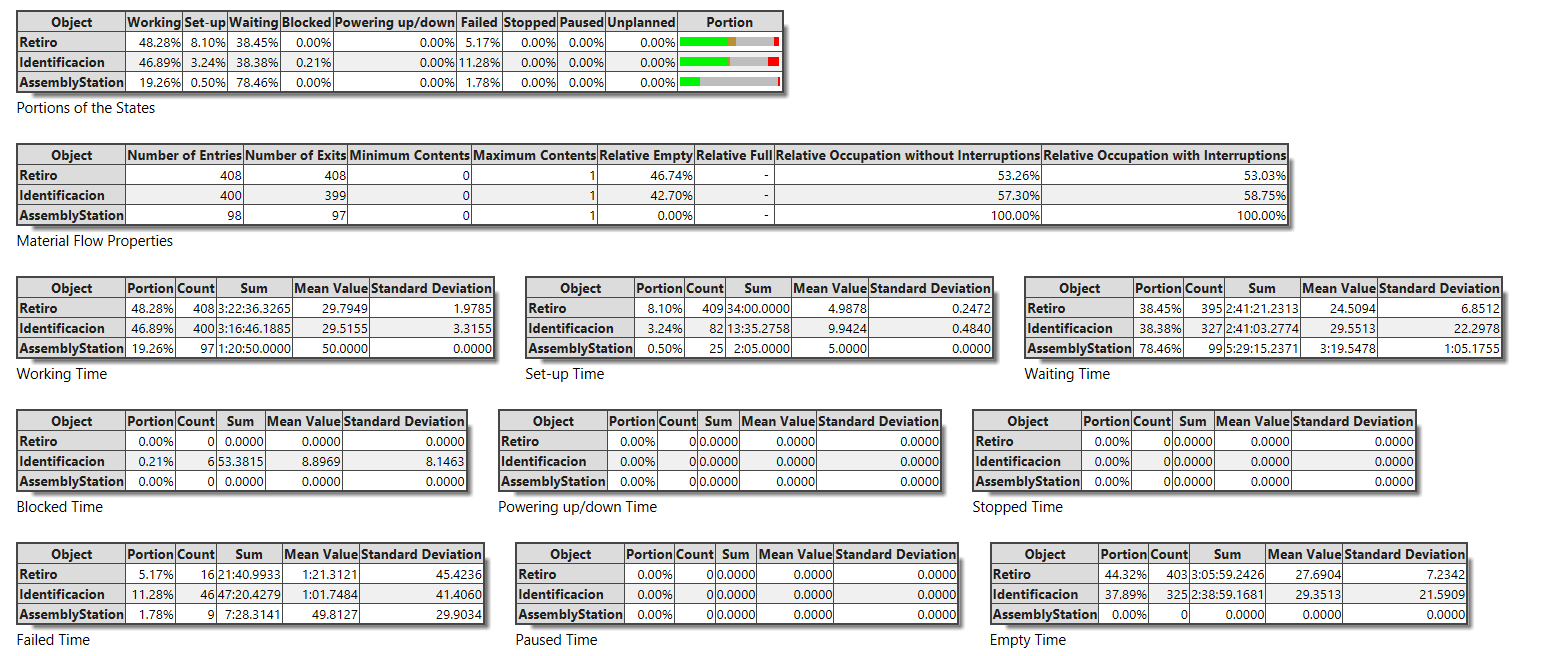 Object Working Set-up Waiting Blocked Powering up/down Failed Stopped Paused Unplanned Portion
Retiro 48.28% 8.10% 38.45% 0.00% 0.00% 5.17% 0.00% 0.00% 0.00%
Identificacion 46.89% 3.24% 38.38% 0.21% 0.00% 11.28% 0.00% 0.00% 0.00%
AssemblyStation 19.26% 0.50% 78.46% 0.00% 0.00% 1.78% 0.00% 0.00% 0.00%
Portions of the States
Object Number of Entries Number of Exits Minimum Contents Maximum Contents Relative Empty Relative Full Relative Occupation without Interruptions Relative Occupation with Interruptions
Retiro 408 408 0 1 46.74% - 53.26% 53.03%
Identificacion 400 399 0 1 42.70% - 57.30% 58.75%
AssemblyStation 98 97 0 1 0.00% - 100.00% 100.00%
Material Flow Properties
Object Portion Count Sum Mean Value Standard Deviation
Retiro 48.28% 408 3:22:36.3265 29.7949 1.9785
Identificacion 46.89% 400 3:16:46.1885 29.5155 3.3155
AssemblyStation 19.26% 97 1:20:50.0000 50.0000 0.0000
Working Time
Object Portion Count Sum Mean Value Standard Deviation
Retiro 8.10% 409 34:00.0000 4.9878 0.2472
Identificacion 3.24% 82 13:35.2758 9.9424 0.4840
AssemblyStation 0.50% 25 2:05.0000 5.0000 0.0000
Set-up Time
Object Portion Count Sum Mean Value Standard Deviation
Retiro 38.45% 395 2:41:21.2313 24.5094 6.8512
Identificacion 38.38% 327 2:41:03.2774 29.5513 22.2978
AssemblyStation 78.46% 99 5:29:15.2371 3:19.5478 1:05.1755
Waiting Time
Object Portion Count Sum Mean Value Standard Deviation
Retiro 0.00% 0 0.0000 0.0000 0.0000
Identificacion 0.21% 6 53.3815 8.8969 8.1463
AssemblyStation 0.00% 0 0.0000 0.0000 0.0000
Blocked Time
Object Portion Count Sum Mean Value Standard Deviation
Retiro 0.00% 0 0.0000 0.0000 0.0000
Identificacion 0.00% 0 0.0000 0.0000 0.0000
AssemblyStation 0.00% 0 0.0000 0.0000 0.0000
Powering up/down Time
Object Portion Count Sum Mean Value Standard Deviation
Retiro 0.00% 0 0.0000 0.0000 0.0000
Identificacion 0.00% 0 0.0000 0.0000 0.0000
AssemblyStation 0.00% 0 0.0000 0.0000 0.0000
Stopped Time
Object Portion Count Sum Mean Value Standard Deviation
Retiro 5.17% 16 21:40.9933 1:21.3121 45.4236
Identificacion 11.28% 46 47:20.4279 1:01.7484 41.4060
AssemblyStation 1.78% 9 7:28.3141 49.8127 29.9034
Failed Time
Object Portion Count Sum Mean Value Standard Deviation
Retiro 0.00% 0 0.0000 0.0000 0.0000
Identificacion 0.00% 0 0.0000 0.0000 0.0000
AssemblyStation 0.00% 0 0.0000 0.0000 0.0000
Paused Time
Object Portion Count Sum Mean Value Standard Deviation
Retiro 44.32% 403 3:05:59.2426 27.6904 7.2342
Identificacion 37.89% 325 2:38:59.1681 29.3513 21.5909
AssemblyStation 0.00% 0 0.0000 0.0000 0.0000
Empty Time